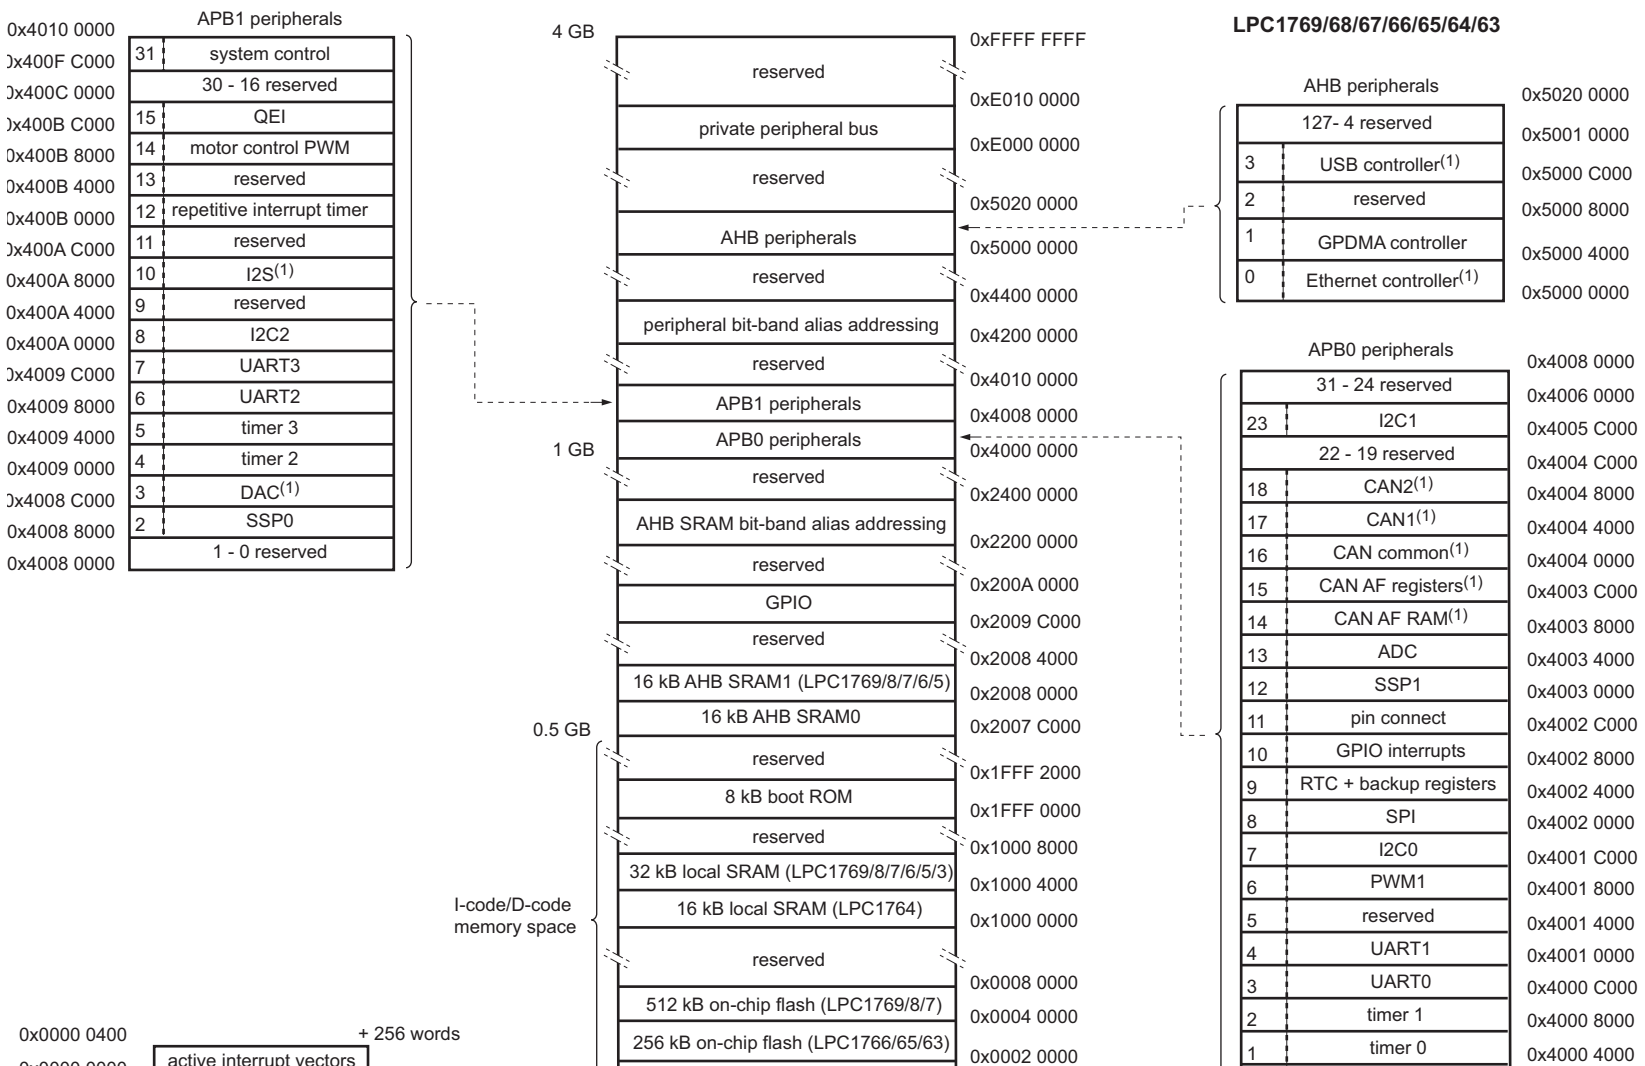 APB1 peripherals
0x4010 0000
31 system control
0x400F C000
30 - 16 reserved
0x400C 0000
15 QEI
0x400B C000
14 motor control PWM
0x400B 8000
13 reserved
0x400B 4000
12 repetitive interrupt timer
0x400B 0000
11 reserved
0x400A C000
10 I2S(1)
0x400A 8000
9 reserved
0x400A 4000
8 I2C2
0x400A 0000
7 UART3
0x4009 C000
6 UART2
0x4009 8000
5 timer 3
0x4009 4000
4 timer 2
0x4009 0000
3 DAC(1)
0x4008 C000
2 SSP0
0x4008 8000
1 - 0 reserved
0x4008 0000
0x0000 0400
+ 256 words
active interrupt vectors
4 GB
0xFFFF FFFF
reserved
0xE010 0000
private peripheral bus
0xE000 0000
reserved
0x5020 0000
AHB peripherals
0x5000 0000
reserved
0x4400 0000
peripheral bit-band alias addressing
0x4200 0000
reserved
0x4010 0000
APB1 peripherals
0x4008 0000
APB0 peripherals
1 GB
0x4000 0000
reserved
0x2400 0000
AHB SRAM bit-band alias addressing
0x2200 0000
reserved
0x200A 0000
GPIO
0x2009 C000
reserved
0x2008 4000
16 kB AHB SRAM1 (LPC1769/8/7/6/5)
0x2008 0000
16 kB AHB SRAM0
0x2007 C000
0.5 GB
reserved
0x1FFF 2000
8 kB boot ROM
0x1FFF 0000
reserved
0x1000 8000
32 kB local SRAM (LPC1769/8/7/6/5/3)
0x1000 4000
16 kB local SRAM (LPC1764)
0x1000 0000
I-code/D-code
memory space
reserved
0x0008 0000
512 kB on-chip flash (LPC1769/8/7)
0x0004 0000
256 kB on-chip flash (LPC1766/65/63)
0x0002 0000
LPC1769/68/67/66/65/64/63
AHB peripherals
0x5020 0000
127- 4 reserved
0x5001 0000
3 USB controller(1)
0x5000 C000
2 reserved
0x5000 8000
1 GPDMA controller
0x5000 4000
0 Ethernet controller(1)
0x5000 0000
APB0 peripherals
0x4008 0000
31 - 24 reserved
0x4006 0000
23 I2C1
0x4005 C000
22 - 19 reserved
0x4004 C000
18 CAN2(1)
0x4004 8000
17 CAN1(1)
0x4004 4000
16 CAN common(1)
0x4004 0000
15 CAN AF registers(1)
0x4003 C000
14 CAN AF RAM(1)
0x4003 8000
13 ADC
0x4003 4000
12 SSP1
0x4003 0000
11 pin connect
0x4002 C000
10 GPIO interrupts
0x4002 8000
9 RTC + backup registers
0x4002 4000
8 SPI
0x4002 0000
7 I2C0
0x4001 C000
6 PWM1
0x4001 8000
5 reserved
0x4001 4000
4 UART1
0x4001 0000
3 UART0
0x4000 C000
2 timer 1
0x4000 8000
1 timer 0
0x4000 4000